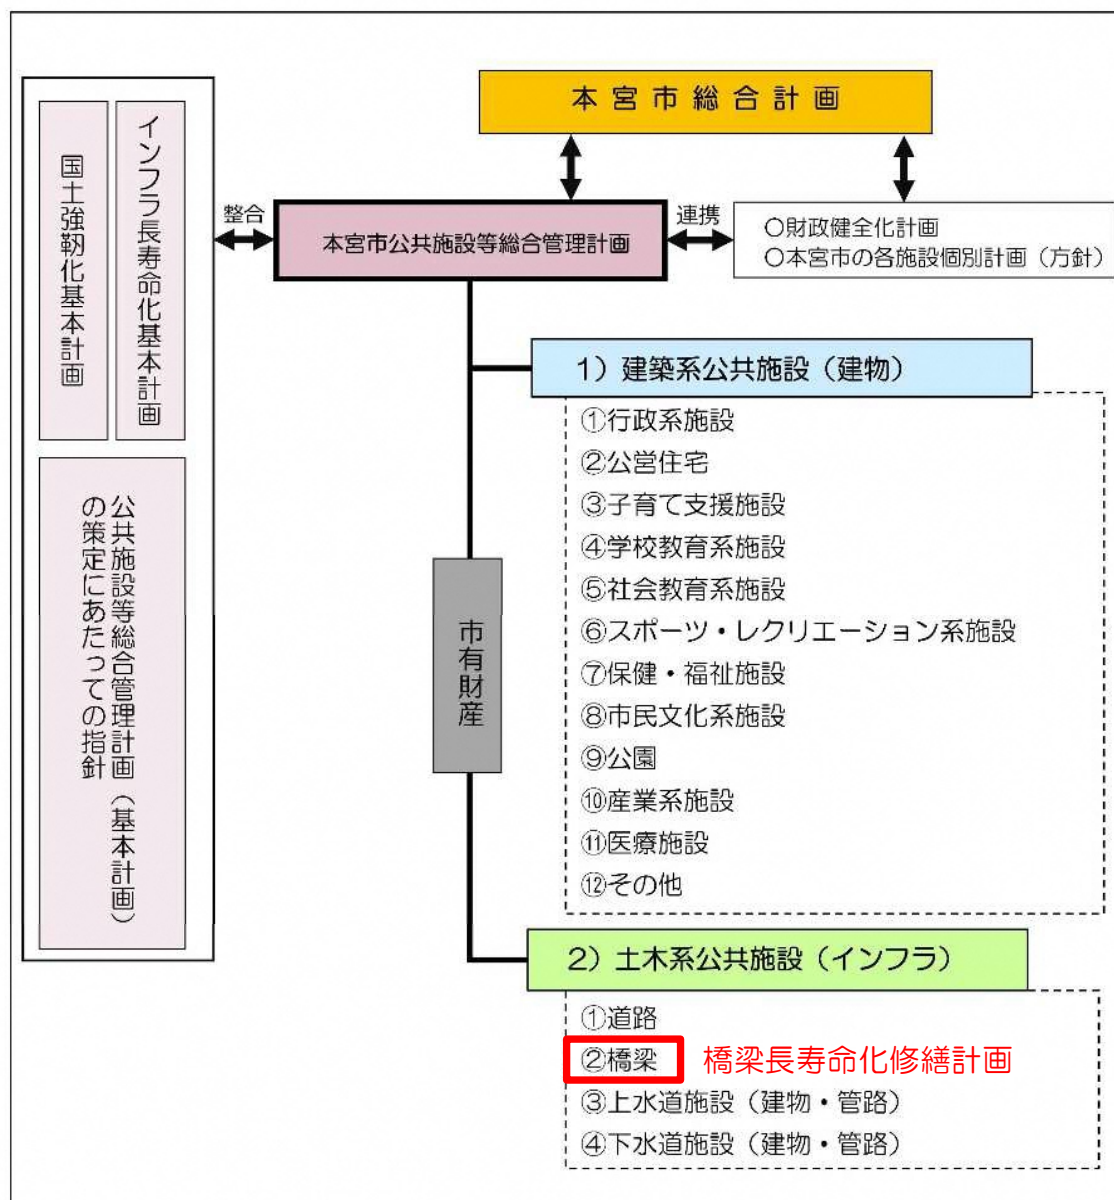 本宮市総合計画
国土強靭化基本計画
インフラ長寿命化基本計画
公共施設等総合管理計画（基本計画）
の策定にあたっての指針
整合
本宮市公共施設等総合管理計画
連携
○財政健全化計画
○本宮市の各施設個別計画（方針）
市有財産
１）建築系公共施設（建物）
①行政系施設
②公営住宅
③子育て支援施設
④学校教育系施設
⑤社会教育系施設
⑥スポーツ・レクリエーション系施設
⑦保健・福祉施設
⑧市民文化系施設
⑨公園
⑩産業系施設
⑪医療施設
⑫その他
２）土木系公共施設（インフラ）
①道路
②橋梁 橋梁長寿命化修繕計画
③上水道施設（建物・管路）
④下水道施設（建物・管路）